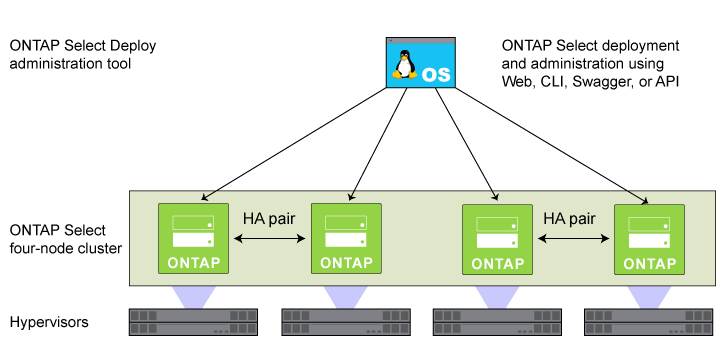 ONTAP Select Deploy
administration tool
OS
ONTAP Select deployment
and administration using
Web, CLI, Swagger, or API
ONTAP Select
four-node cluster
HA pair
HA pair
ONTAP
ONTAP
ONTAP
ONTAP
Hypervisors